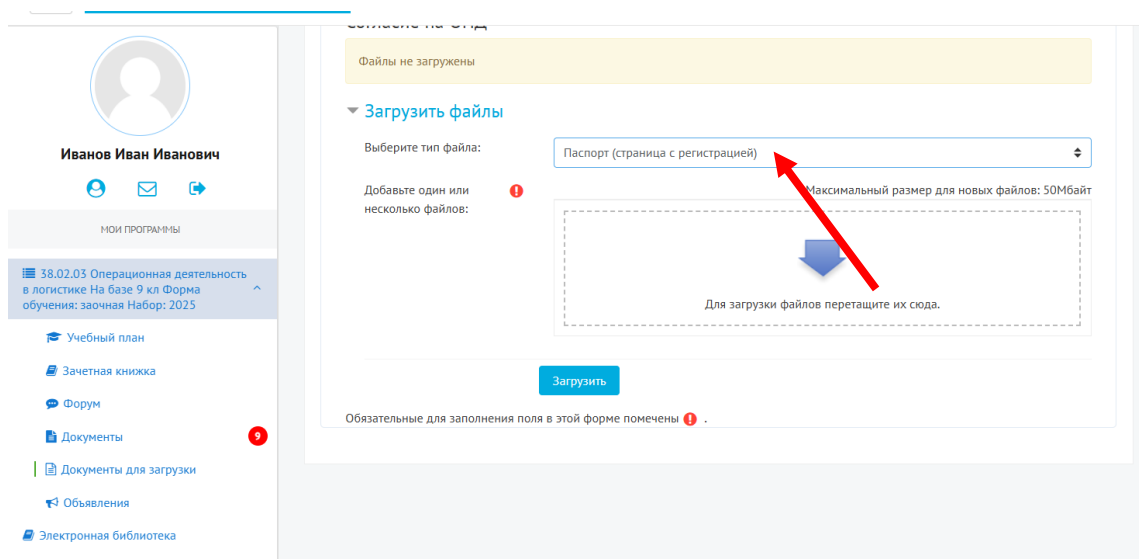 Иванов Иван Иванович
МОИ ПРОГРАММЫ
38.02.03 Операционная деятельность
в логистике На базе 9 кл Форма
обучения: заочная Набор: 2025
Учебный план
Зачетная книжка
Форум
Документы
9
Документы для загрузки
Объявления
Электронная библиотека
Согласие на ОПД
Файлы не загружены
Загрузить файлы
Выберите тип файла:
Паспорт (страница с регистрацией)
Добавьте один или
несколько файлов:
Максимальный размер для новых файлов: 50Мбайт
Для загрузки файлов перетащите их сюда.
Загрузить
Обязательные для заполнения поля в этой форме помечены .